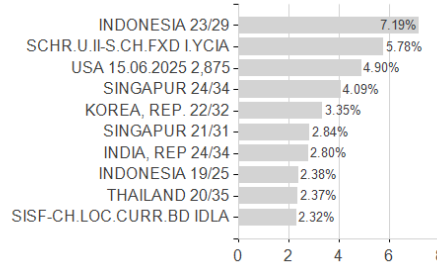 INDONESIA 23/29 7.19%
SCHR.U.II-S.CH.FXD I.YCIA 5.78%
USA 15.06.2025 2,875 4.90%
SINGAPUR 24/34 4.09%
KOREA, REP. 22/32 3.35%
SINGAPUR 21/31 2.84%
INDIA, REP 24/34 2.80%
INDONESIA 19/25 2.38%
THAILAND 20/35 2.37%
SISF-CH.LOC.CURR.BD IDLA 2.32%
0 2 4 6 8